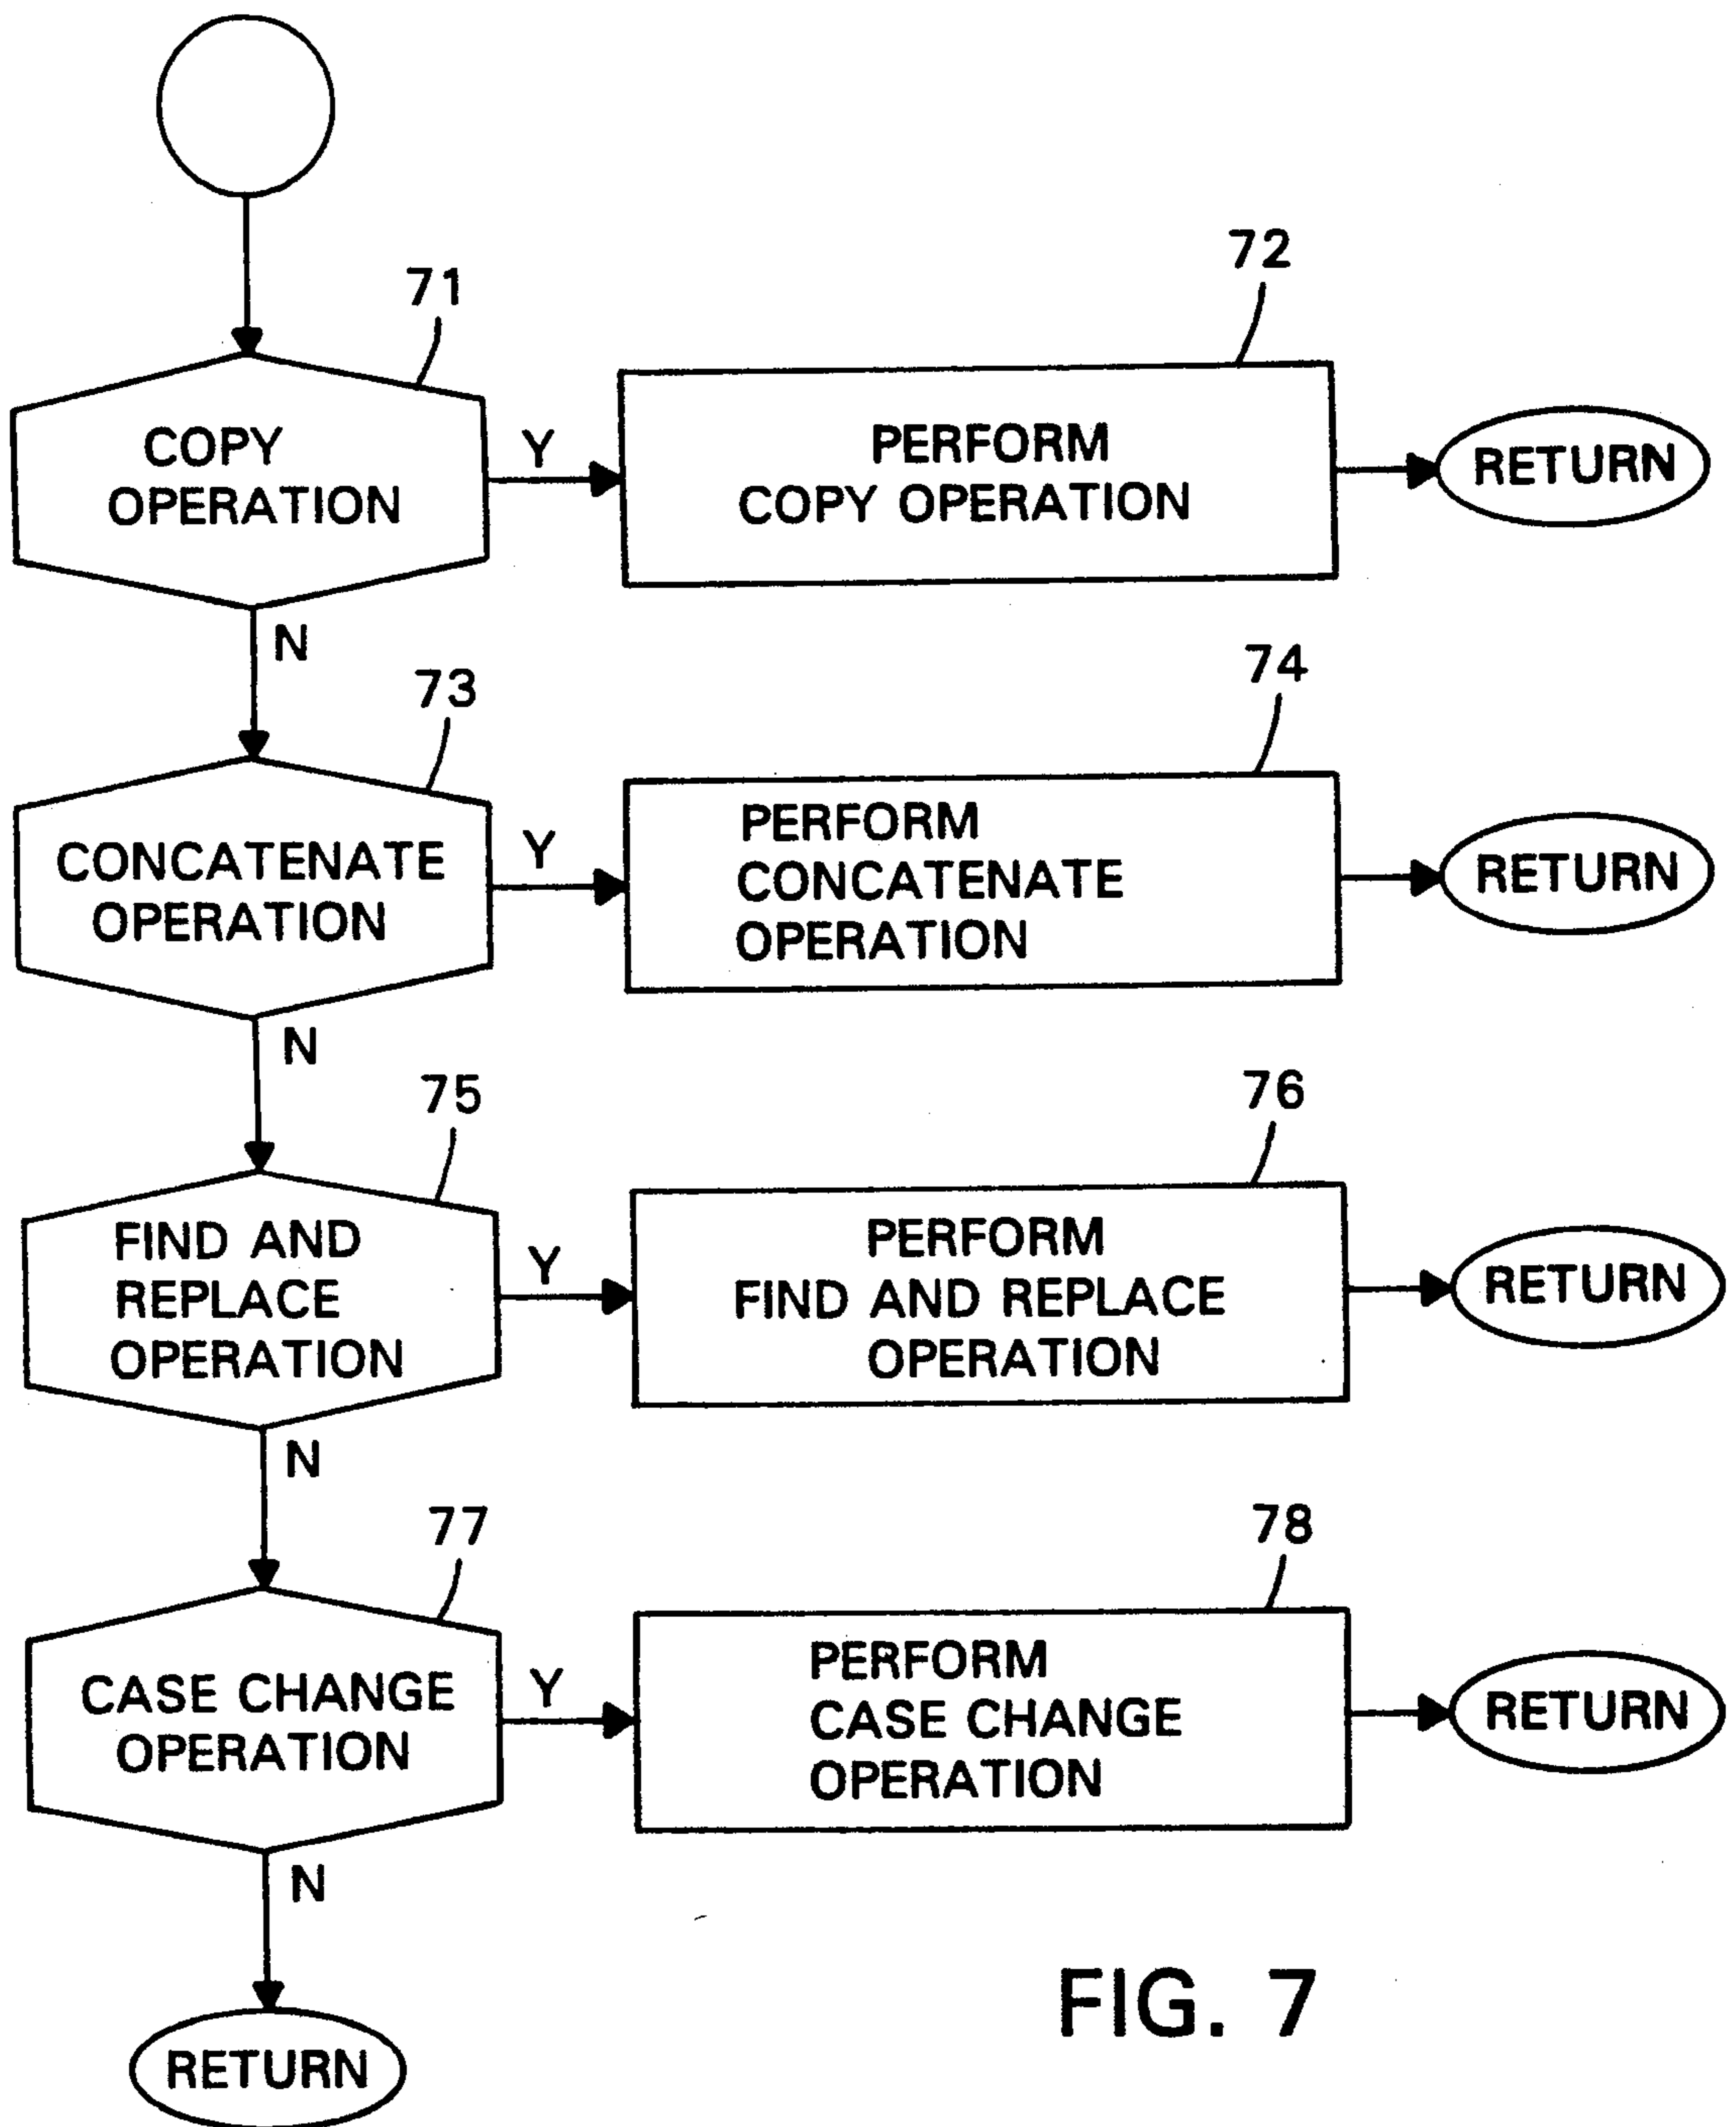 71
72
COPY
OPERATION
Y
PERFORM
COPY OPERATION
RETURN
N
73
74
CONCATENATE
OPERATION
Y
PERFORM
CONCATENATE
OPERATION
RETURN
N
75
76
FIND AND
REPLACE
OPERATION
Y
PERFORM
FIND AND REPLACE
OPERATION
RETURN
N
77
78
CASE CHANGE
OPERATION
Y
PERFORM
CASE CHANGE
OPERATION
RETURN
N
RETURN
FIG. 7